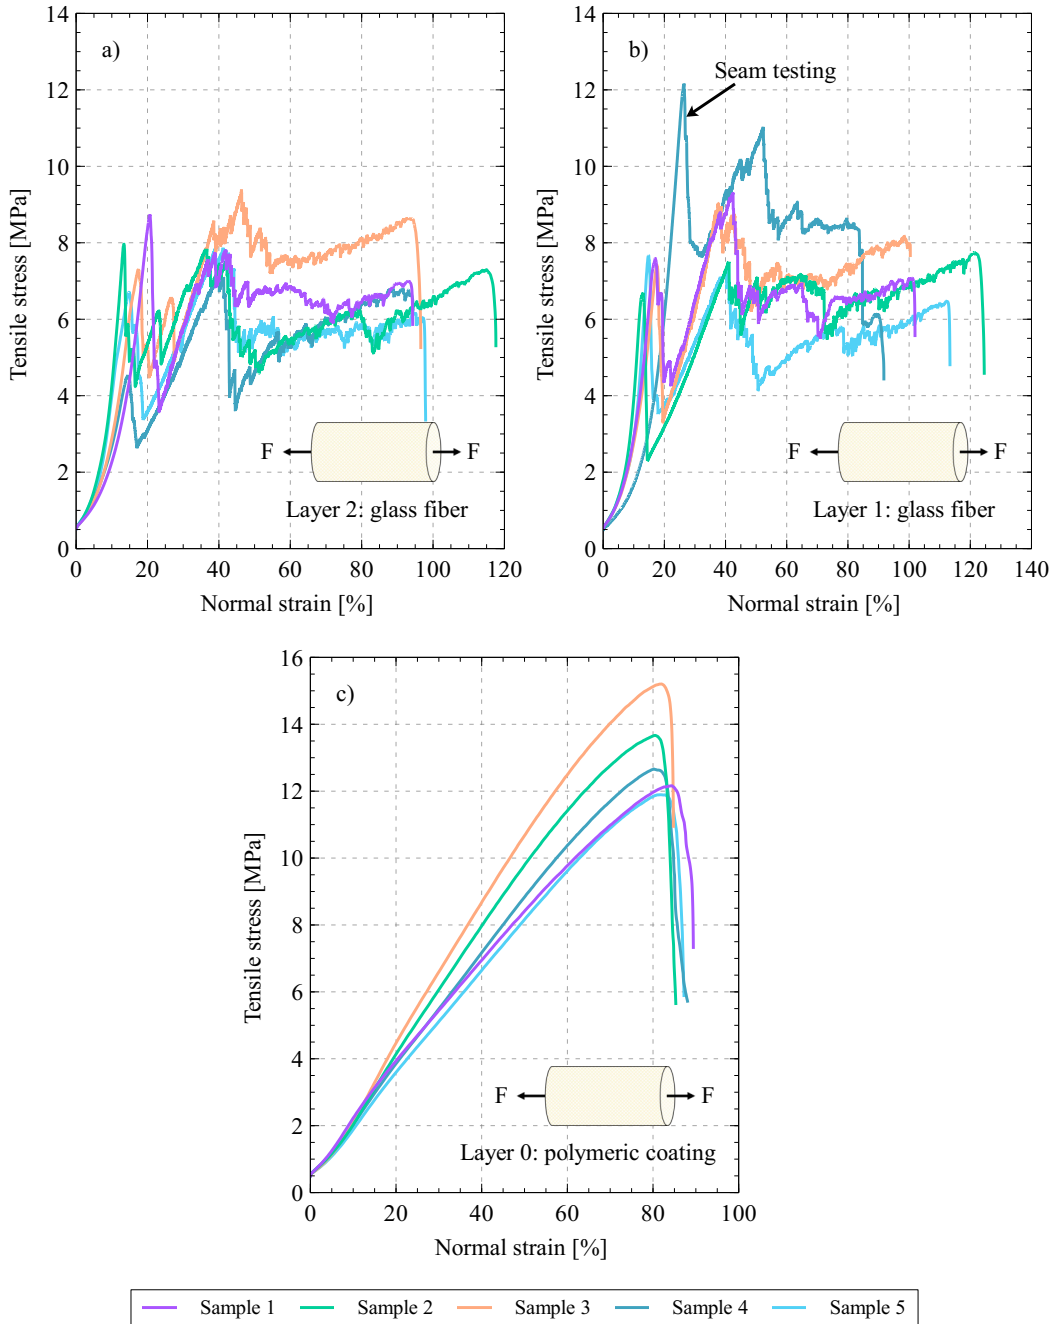 a)
Tensile stress [MPa]
14
12
10
8
6
4
2
0
0 20 40 60 80 100 120
Normal strain [%]
F F
Layer 2: glass fiber
b)
Seam testing
Tensile stress [MPa]
14
12
10
8
6
4
2
0
0 20 40 60 80 100 120 140
Normal strain [%]
F F
Layer 1: glass fiber
c)
Tensile stress [MPa]
16
14
12
10
8
6
4
2
0
0 20 40 60 80 100
Normal strain [%]
F F
Layer 0: polymeric coating
Sample 1 Sample 2 Sample 3 Sample 4 Sample 5